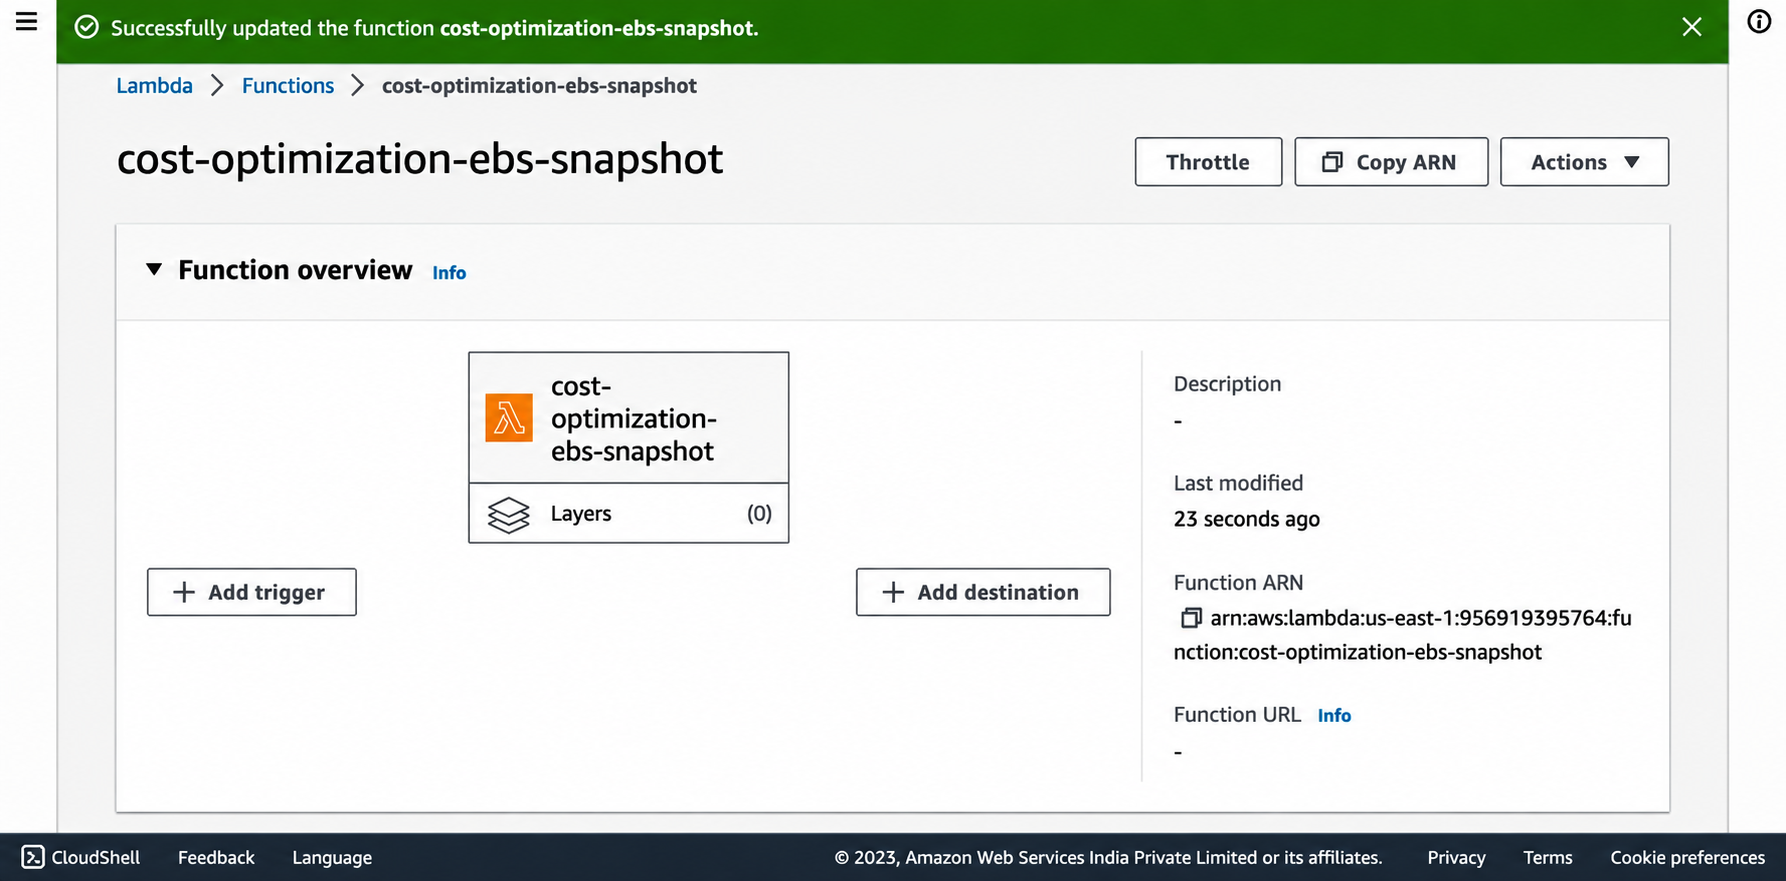 Successfully updated the function cost-optimization-ebs-snapshot.
Lambda > Functions > cost-optimization-ebs-snapshot
cost-optimization-ebs-snapshot
Throttle
Copy ARN
Actions
Function overview Info
cost-
optimization-
ebs-snapshot
Layers (0)
Add trigger
Add destination
Description
-
Last modified
23 seconds ago
Function ARN
arn:aws:lambda:us-east-1:956919395764:fu
nction:cost-optimization-ebs-snapshot
Function URL Info
-
CloudShell Feedback Language © 2023, Amazon Web Services India Private Limited or its affiliates. Privacy Terms Cookie preferences